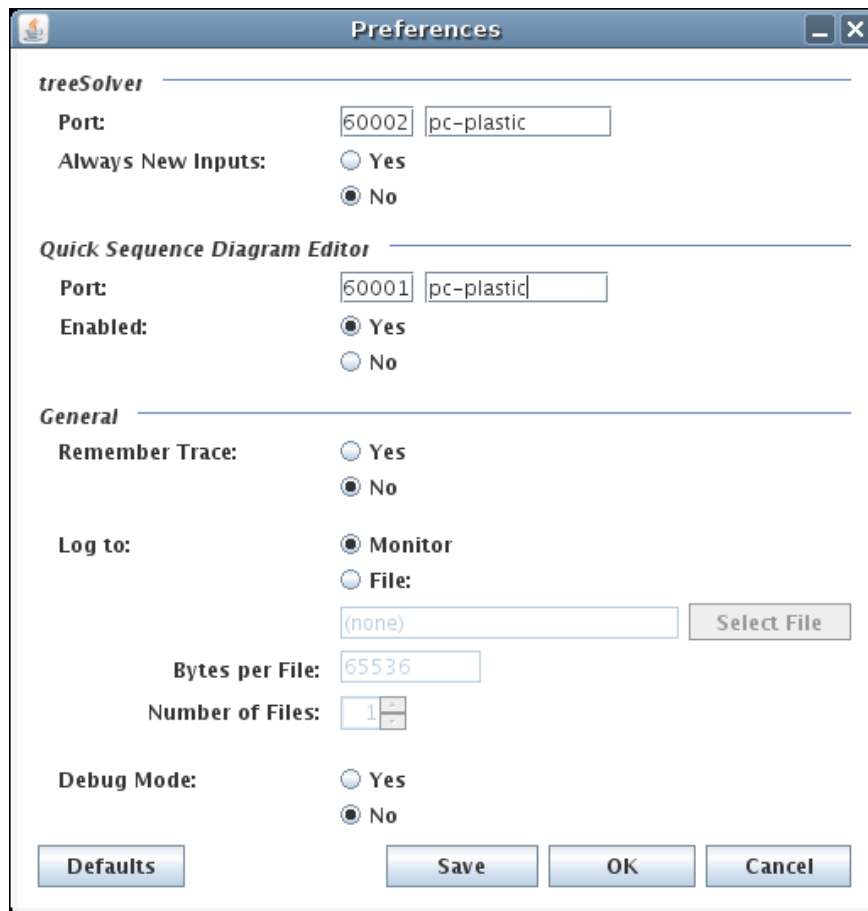 Preferences
treeSolver
Port: 60002 pc-plastic
Always New Inputs: Yes
No
Quick Sequence Diagram Editor
Port: 60001 pc-plastic
Enabled: Yes
No
General
Remember Trace: Yes
No
Log to: Monitor
File:
(none) Select File
Bytes per File: 65536
Number of Files: 1
Debug Mode: Yes
No
Defaults Save OK Cancel